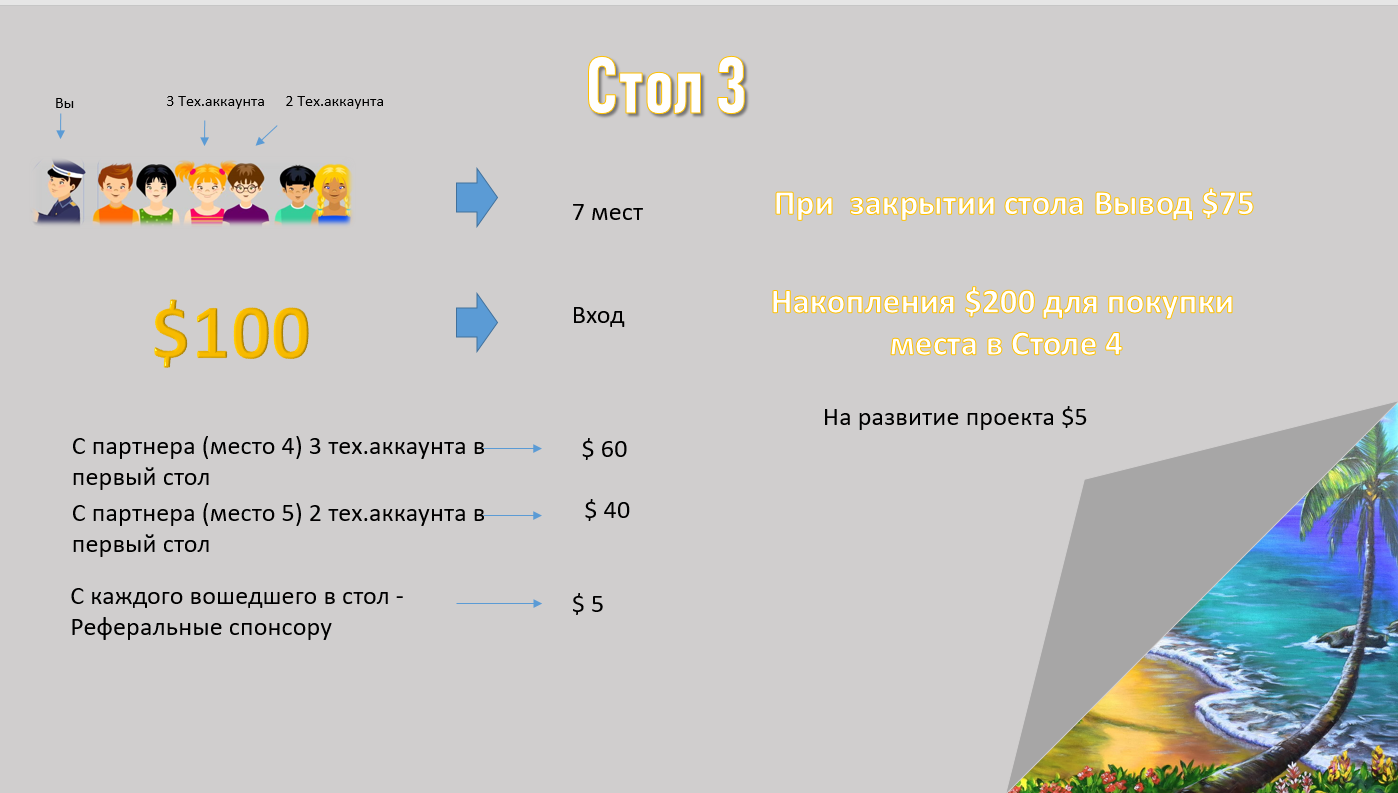 Стол 3
Вы
3 Тех.аккаунта
2 Тех.аккаунта
7 мест
При закрытии стола Вывод $75
$100
Вход
Накопления $200 для покупки
места в Столе 4
На развитие проекта $5
С партнера (место 4) 3 тех.аккаунта в
первый стол
$ 60
С партнера (место 5) 2 тех.аккаунта в
первый стол
$ 40
С каждого вошедшего в стол -
Реферальные спонсору
$ 5